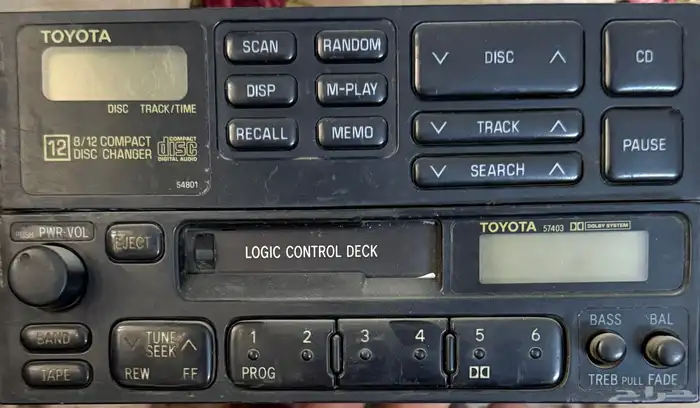 TOYOTA
DISC TRACK/TIME
12 8/12 COMPACT
DISC CHANGER
COMPACT
disc
DIGITAL AUDIO
54801
SCAN RANDOM
DISP M-PLAY
RECALL MEMO
DISC
TRACK
SEARCH
CD
PAUSE
PUSH PWR·VOL
EJECT
LOGIC CONTROL DECK
TOYOTA 57403 DOLBY SYSTEM
BAND
TAPE
TUNE
SEEK
REW FF
1 2 3 4 5 6
PROG
BASS BAL
TREB PULL FADE
حراج